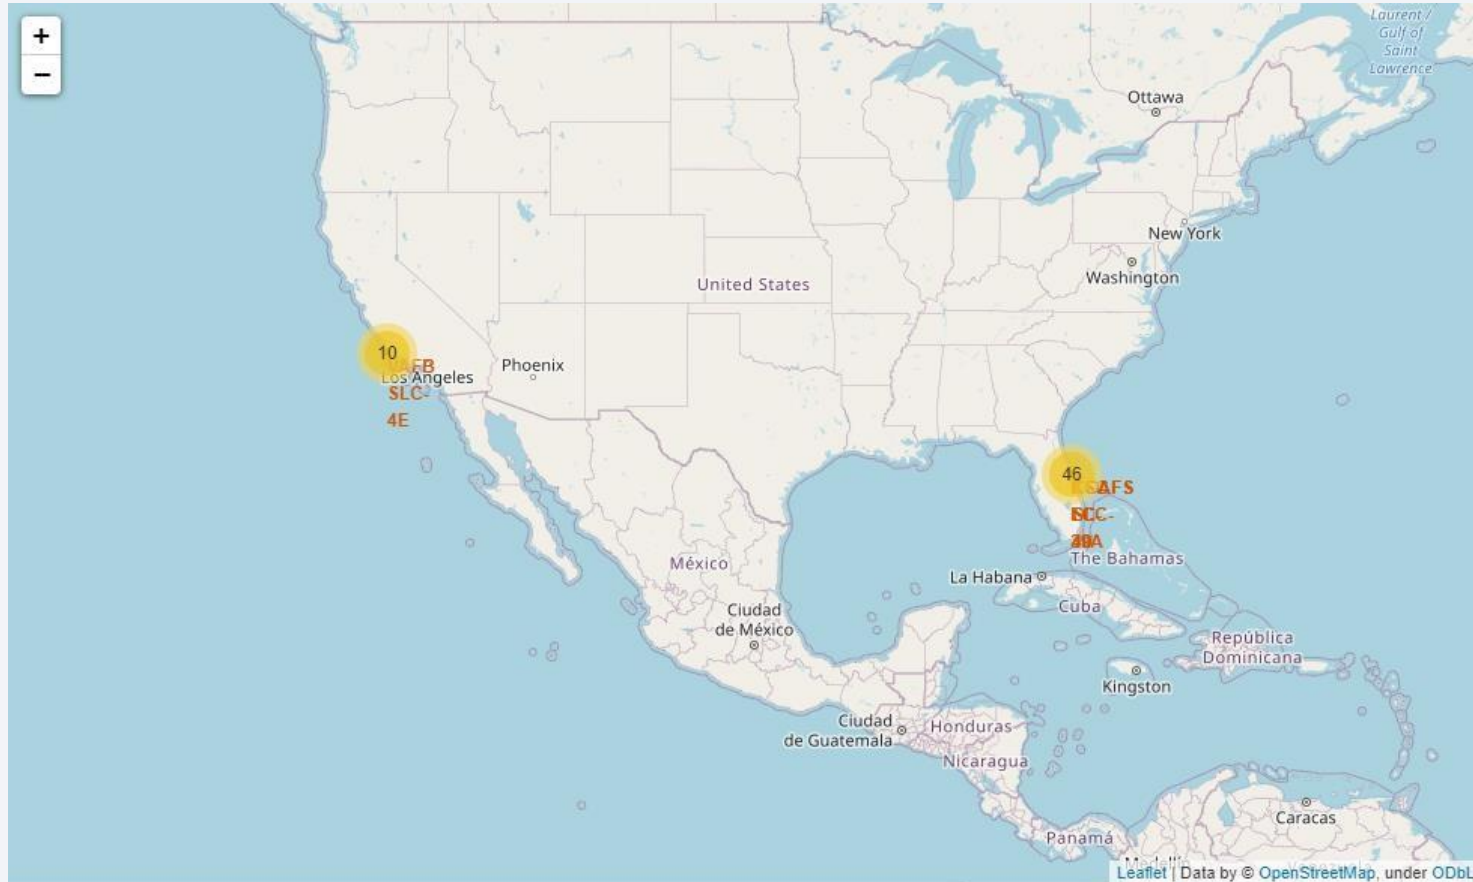 +
−
Laurent /
Gulf of
Saint
Lawrence
Ottawa
New York
Washington
United States
10
AFB
Los Angeles
SLC-
4E
Phoenix
46
AFS
The Bahamas
México
La Habana
Cuba
Ciudad
de México
República
Dominicana
Kingston
Ciudad
de Guatemala
Honduras
Nicaragua
Caracas
Panamá
Leaflet | Data by © OpenStreetMap, under ODbL